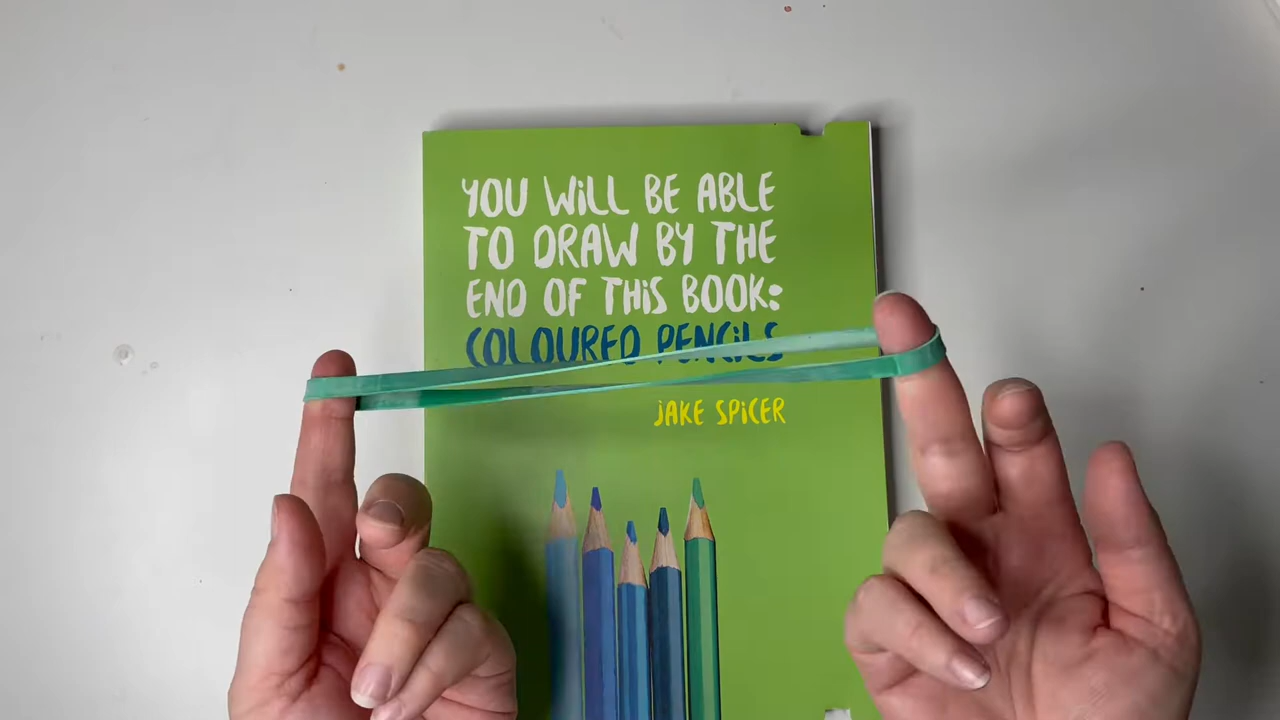 YOU WILL BE ABLE
TO DRAW BY THE
END OF THIS BOOK:
COLOURED PENCILS
JAKE SPICER